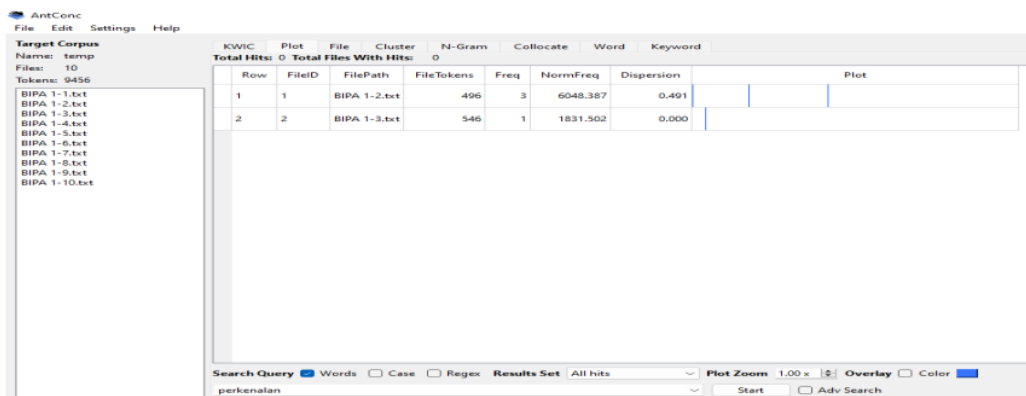 AntConc
File Edit Settings Help
Target Corpus
Name: temp
Files: 10
Tokens: 9456
BIPA 1-1.txt
BIPA 1-2.txt
BIPA 1-3.txt
BIPA 1-4.txt
BIPA 1-5.txt
BIPA 1-6.txt
BIPA 1-7.txt
BIPA 1-8.txt
BIPA 1-9.txt
BIPA 1-10.txt
KWIC Plot File Cluster N-Gram Collocate Word Keyword
Total Hits: 0 Total Files With Hits: 0
Row FileID FilePath FileTokens Freq NormFreq Dispersion Plot
1 1 BIPA 1-2.txt 496 3 6048.387 0.491
2 2 BIPA 1-3.txt 546 1 1831.502 0.000
Search Query Words Case Regex Results Set All hits Plot Zoom 1.00 x Overlay Color
perkenalan Start Adv Search